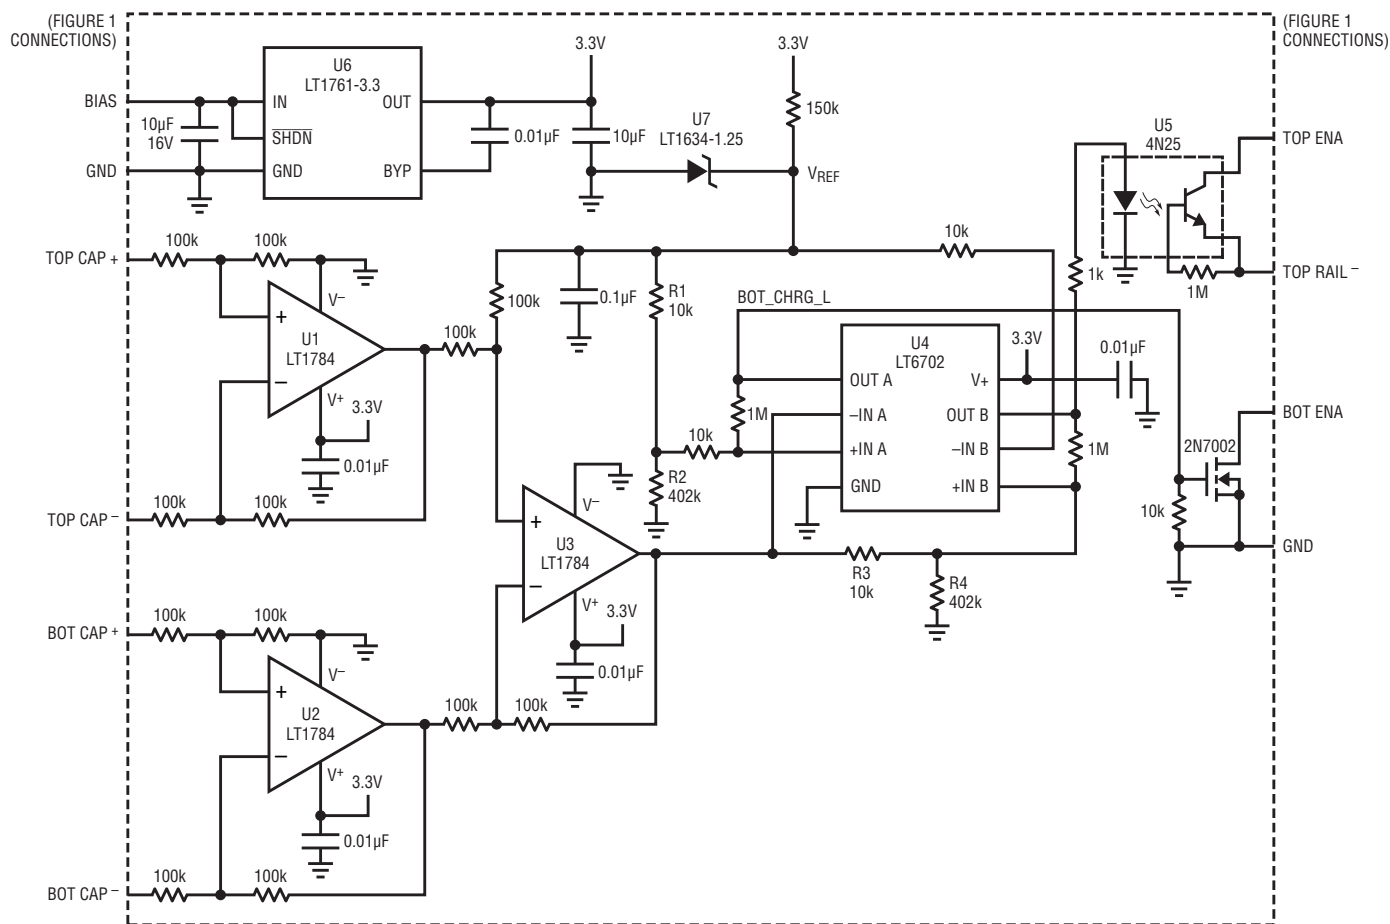 (FIGURE 1
CONNECTIONS)
(FIGURE 1
CONNECTIONS)
3.3V
3.3V
U6
LT1761-3.3
BIAS
IN
OUT
10µF
16V
SHDN
0.01µF
10µF
GND
GND
BYP
U7
LT1634-1.25
150k
VREF
U5
4N25
TOP ENA
TOP RAIL –
1M
1k
TOP CAP +
100k
100k
V–
+
U1
LT1784
–
V+
3.3V
0.01µF
TOP CAP –
100k
100k
100k
100k
0.1µF
R1
10k
10k
BOT_CHRG_L
U4
LT6702
OUT A
V+
–IN A
OUT B
+IN A
–IN B
GND
+IN B
3.3V
0.01µF
1M
10k
1M
R2
402k
2N7002
BOT ENA
10k
GND
V–
+
U3
LT1784
–
V+
3.3V
0.01µF
R3
10k
R4
402k
BOT CAP +
100k
100k
V–
+
U2
LT1784
–
V+
3.3V
0.01µF
100k
100k
BOT CAP –
100k
100k